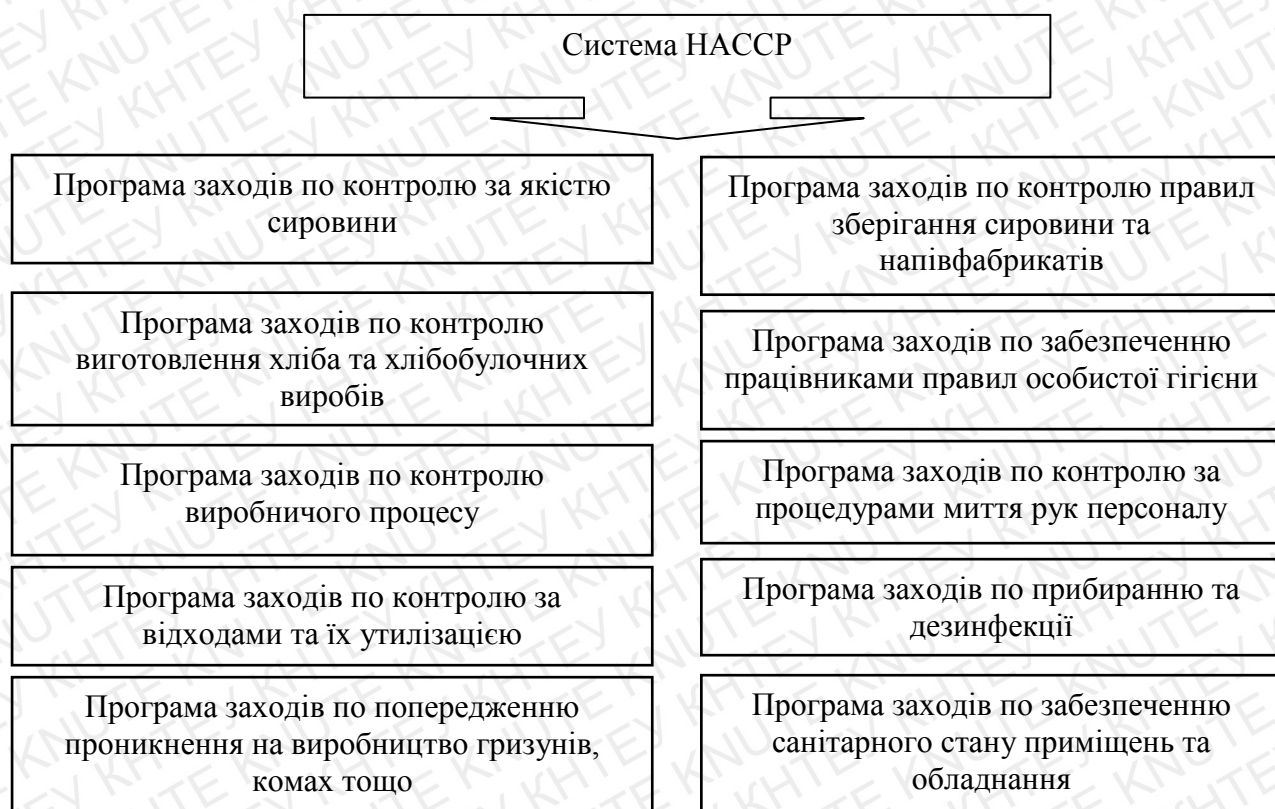 Система НАССР
Програма заходів по контролю за якістю
сировини
Програма заходів по контролю правил
зберігання сировини та
напівфабрикатів
Програма заходів по контролю
виготовлення хліба та хлібобулочних
виробів
Програма заходів по забезпеченню
працівниками правил особистої гігієни
Програма заходів по контролю
виробничого процесу
Програма заходів по контролю за
процедурами миття рук персоналу
Програма заходів по контролю за
відходами та їх утилізацією
Програма заходів по прибиранню та
дезинфекції
Програма заходів по попередженню
проникнення на виробництво гризунів,
комах тощо
Програма заходів по забезпеченню
санітарного стану приміщень та
обладнання